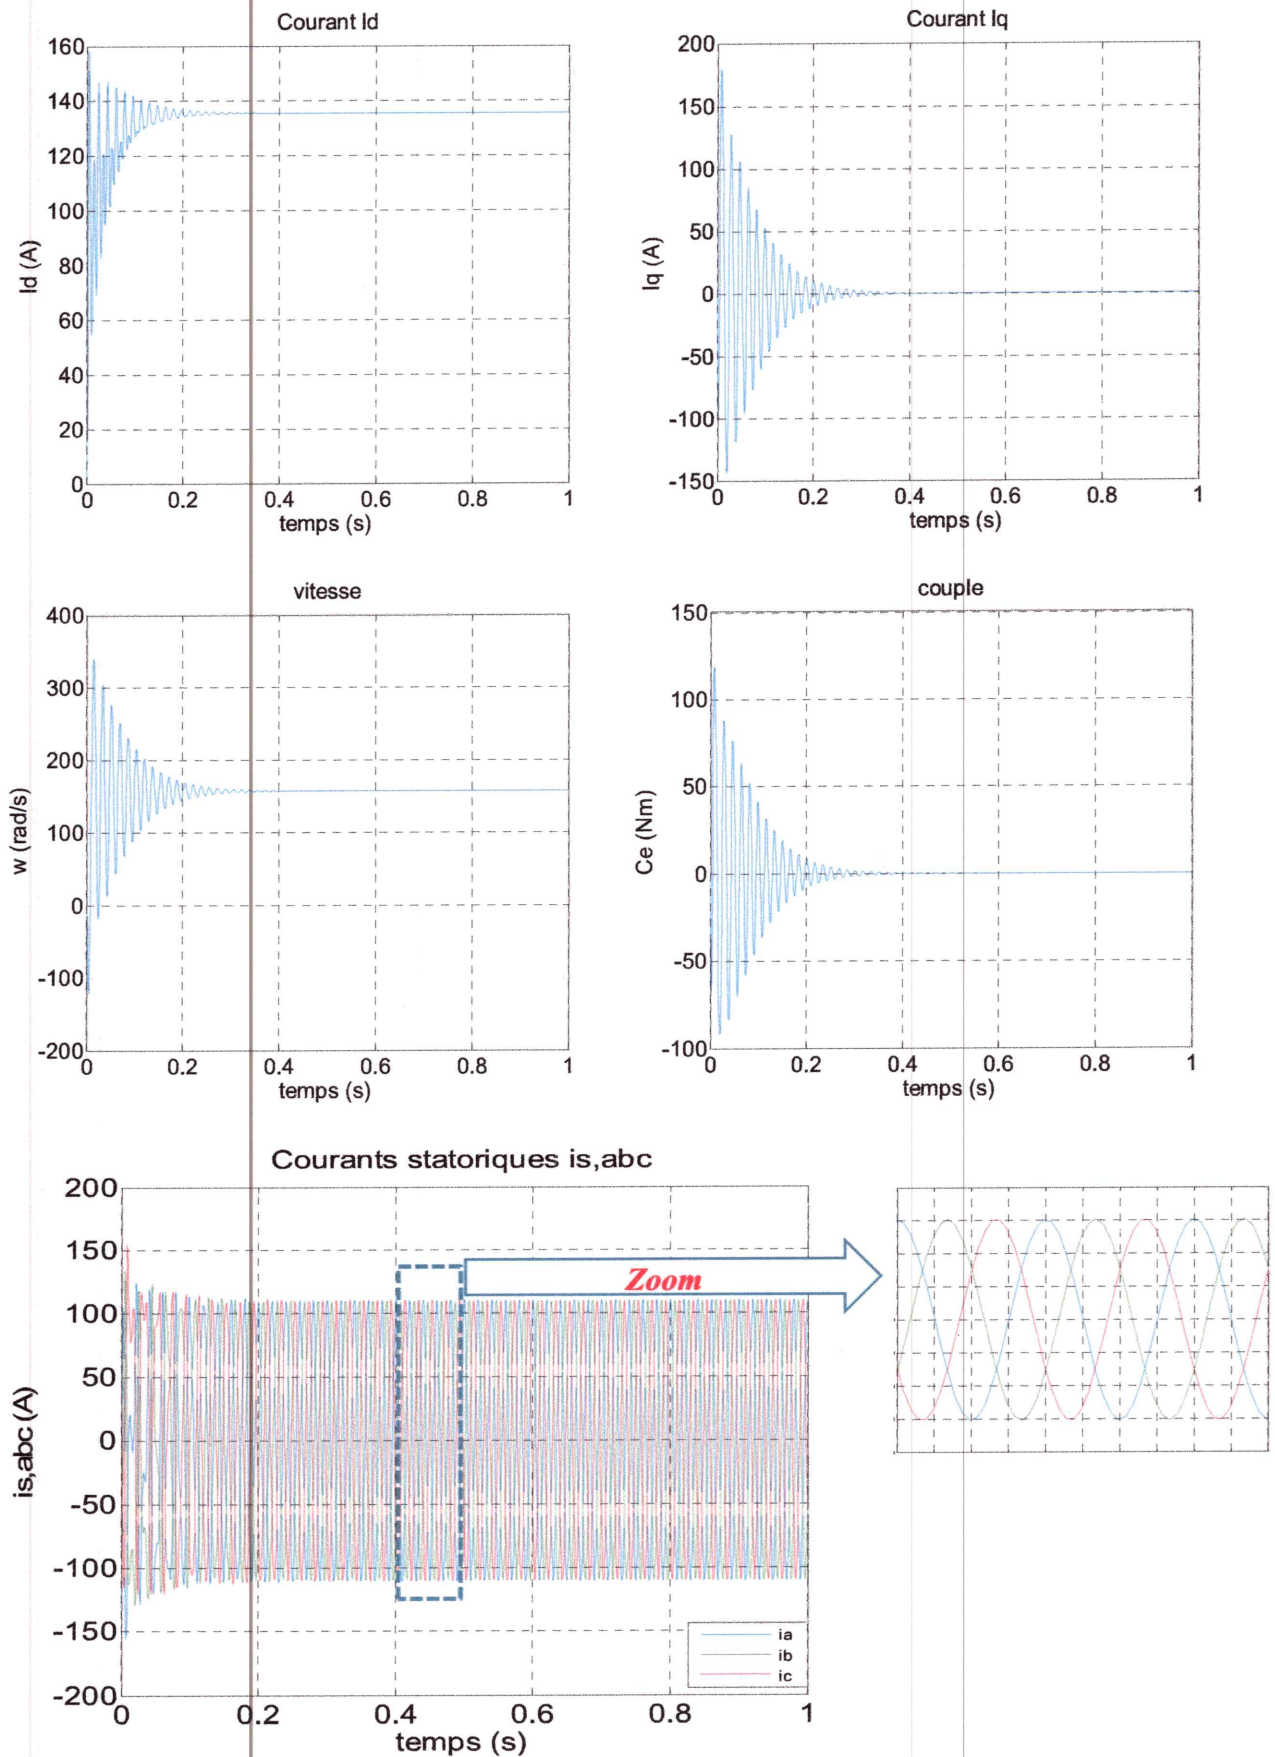 Courant Id
160
140
120
100
80
60
40
20
0
Id (A)
0 0.2 0.4 0.6 0.8 1
temps (s)
Courant Iq
200
150
100
50
0
-50
-100
-150
Iq (A)
0 0.2 0.4 0.6 0.8 1
temps (s)
vitesse
400
300
200
100
0
-100
-200
w (rad/s)
0 0.2 0.4 0.6 0.8 1
temps (s)
couple
150
100
50
0
-50
-100
Ce (Nm)
0 0.2 0.4 0.6 0.8 1
temps (s)
Courants statoriques is,abc
200
150
100
50
0
-50
-100
-150
-200
is,abc (A)
0 0.2 0.4 0.6 0.8 1
temps (s)
Zoom
ia
ib
ic